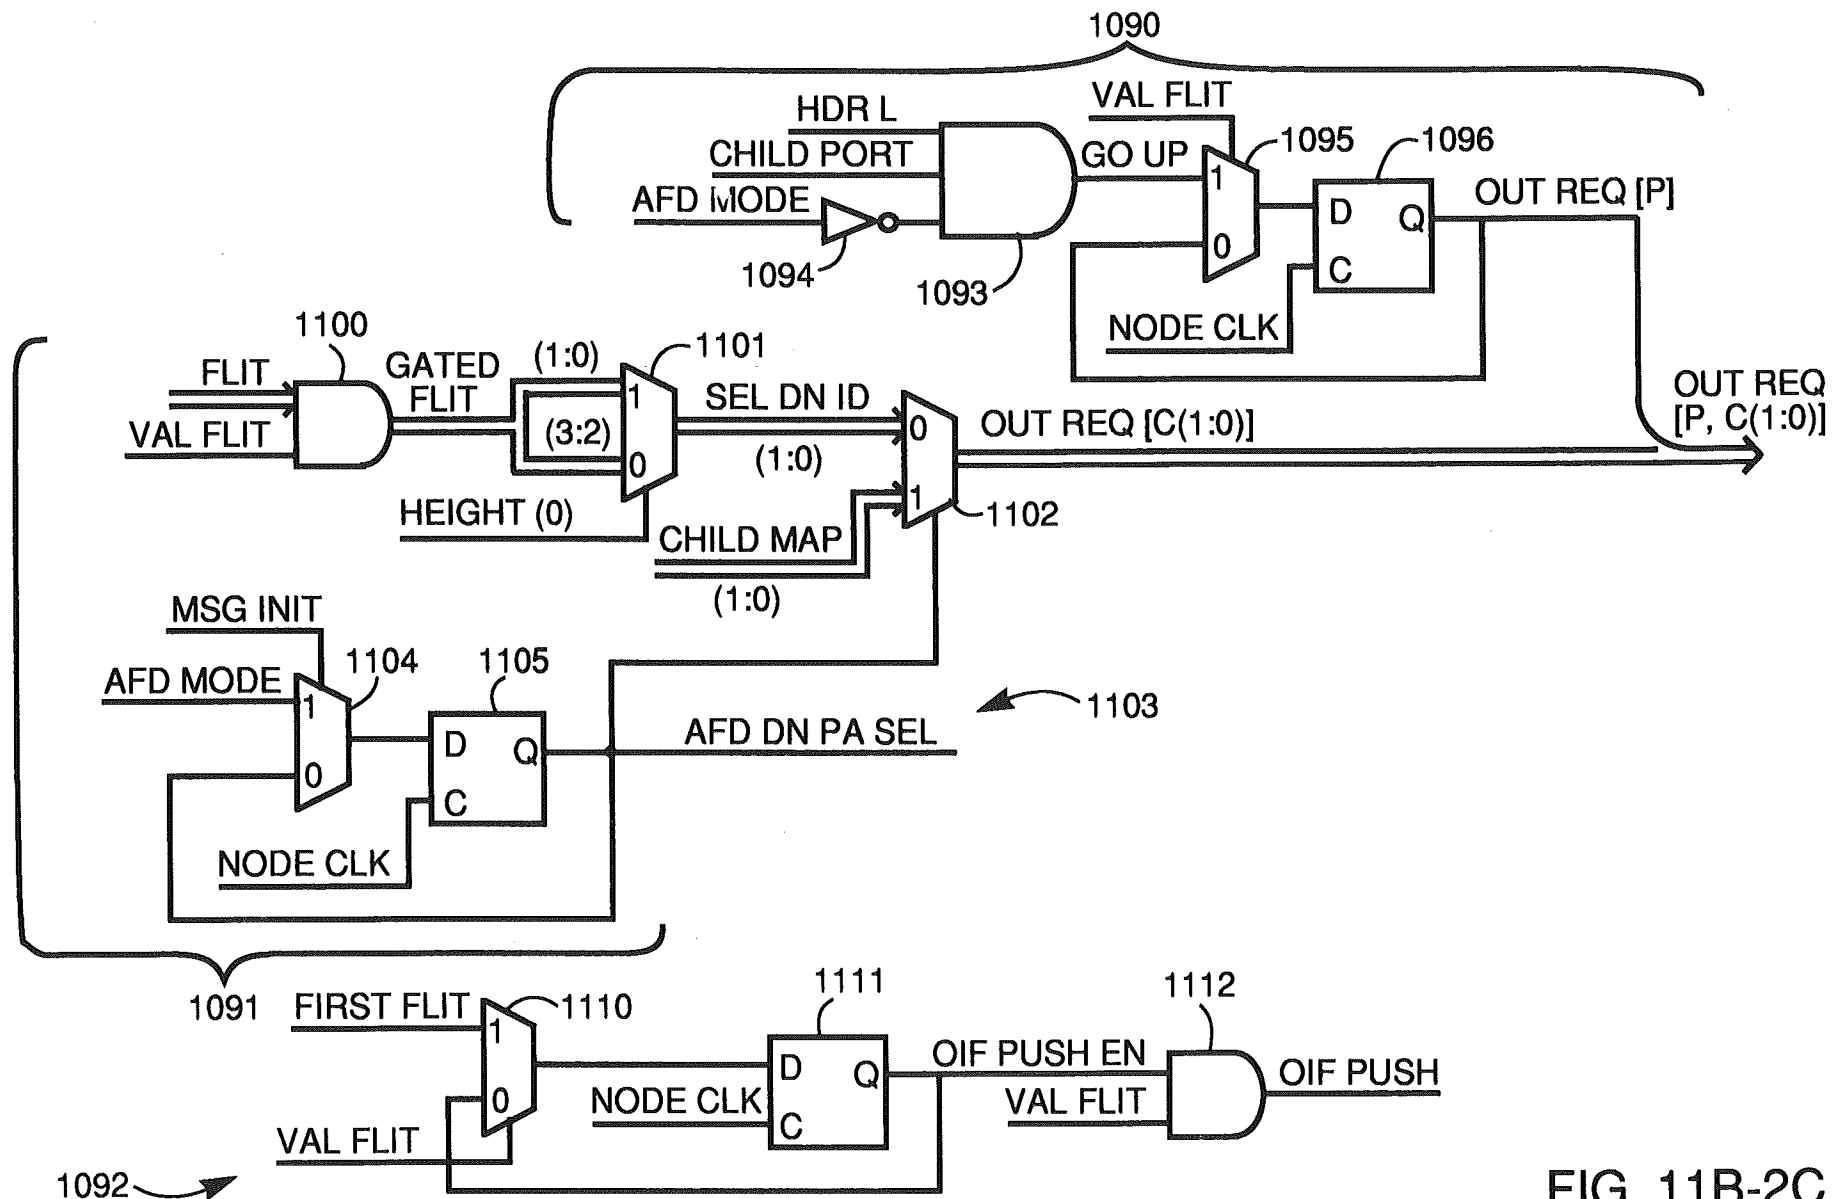 1090
HDR L
VAL FLIT
CHILD PORT
GO UP
1095
1096
AFD MODE
1
OUT REQ [P]
D
Q
0
1094
1093
C
NODE CLK
1100
FLIT
GATED
FLIT
(1:0)
1101
1
SEL DN ID
0
OUT REQ [C(1:0)]
OUT REQ
[P, C(1:0)]
VAL FLIT
(3:2)
0
(1:0)
1
1102
HEIGHT (0)
CHILD MAP
(1:0)
MSG INIT
1104
1105
AFD MODE
1
1103
D
Q
AFD DN PA SEL
0
C
NODE CLK
1091
FIRST FLIT
1110
1111
1112
1
D
Q
OIF PUSH EN
OIF PUSH
0
NODE CLK
C
VAL FLIT
VAL FLIT
1092
FIG. 11B-2C